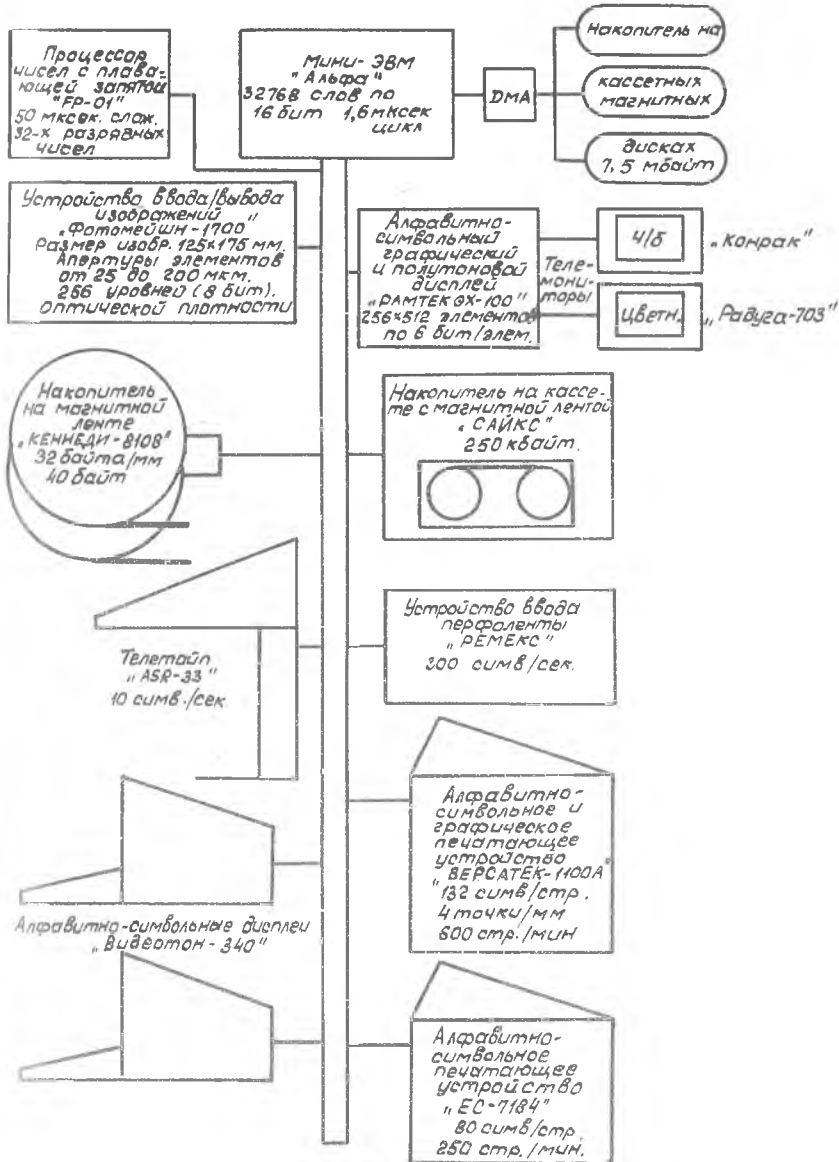 Процессор
чисел с плава-
ющей запятой
"FP-01"
50 мксек. слож.
32-х разрядных
чисел
Мини-ЭВМ
"Альфа"
32768 слов по
16 бит 1,6 мксек
цикл
DMA
Накопитель на
кассетных
магнитных
дисках
7,5 мбайт
Устройство ввода/вывода
изображений
„Фотомейшн-1700"
Размер изобр. 125×175 мм.
Апертуры элементов
от 25 до 200 мкм.
256 уровней (8 бит).
оптической плотности
Алфавитно-
символьный
графический
и полутоновой
дисплей
„РАМТЕК GX-100"
256×512 элементов
по 6 бит/элем.
Теле-
мони-
торы
Ч/б
„Конрак"
Цветн.
„Радуга-703"
Накопитель
на магнитной
ленте
„КЕННЕДИ-8108"
32 байта/мм
40 байт
Накопитель на кассе-
те с магнитной лентой
„САЙКС"
250 кбайт.
Телетайп
„ASR-33"
10 симв./сек
Устройство ввода
перфоленты
„РЕМЕКС"
300 симв/сек.
Алфавитно-
символьное и
графическое
печатающее
устройство
„ВЕРСАТЕК-1100А"
132 симв/стр.
4 точки/мм
600 стр./мин
Алфавитно-символьные дисплеи
„Видеотон-340"
Алфавитно-
символьное
печатающее
устройство
„ЕС-7184"
80 симв/стр.
250 стр./мин.